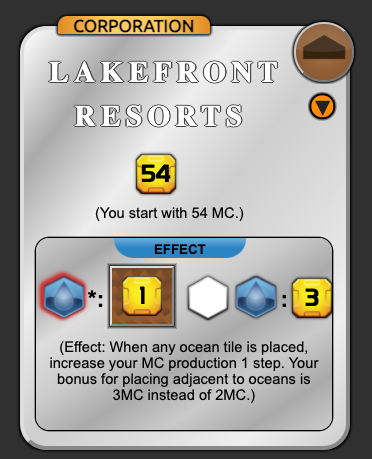 CORPORATION
LAKEFRONT
RESORTS
54
(You start with 54 MC.)
EFFECT
*: 1 : 3
(Effect: When any ocean tile is placed,
increase your MC production 1 step. Your
bonus for placing adjacent to oceans is
3MC instead of 2MC.)